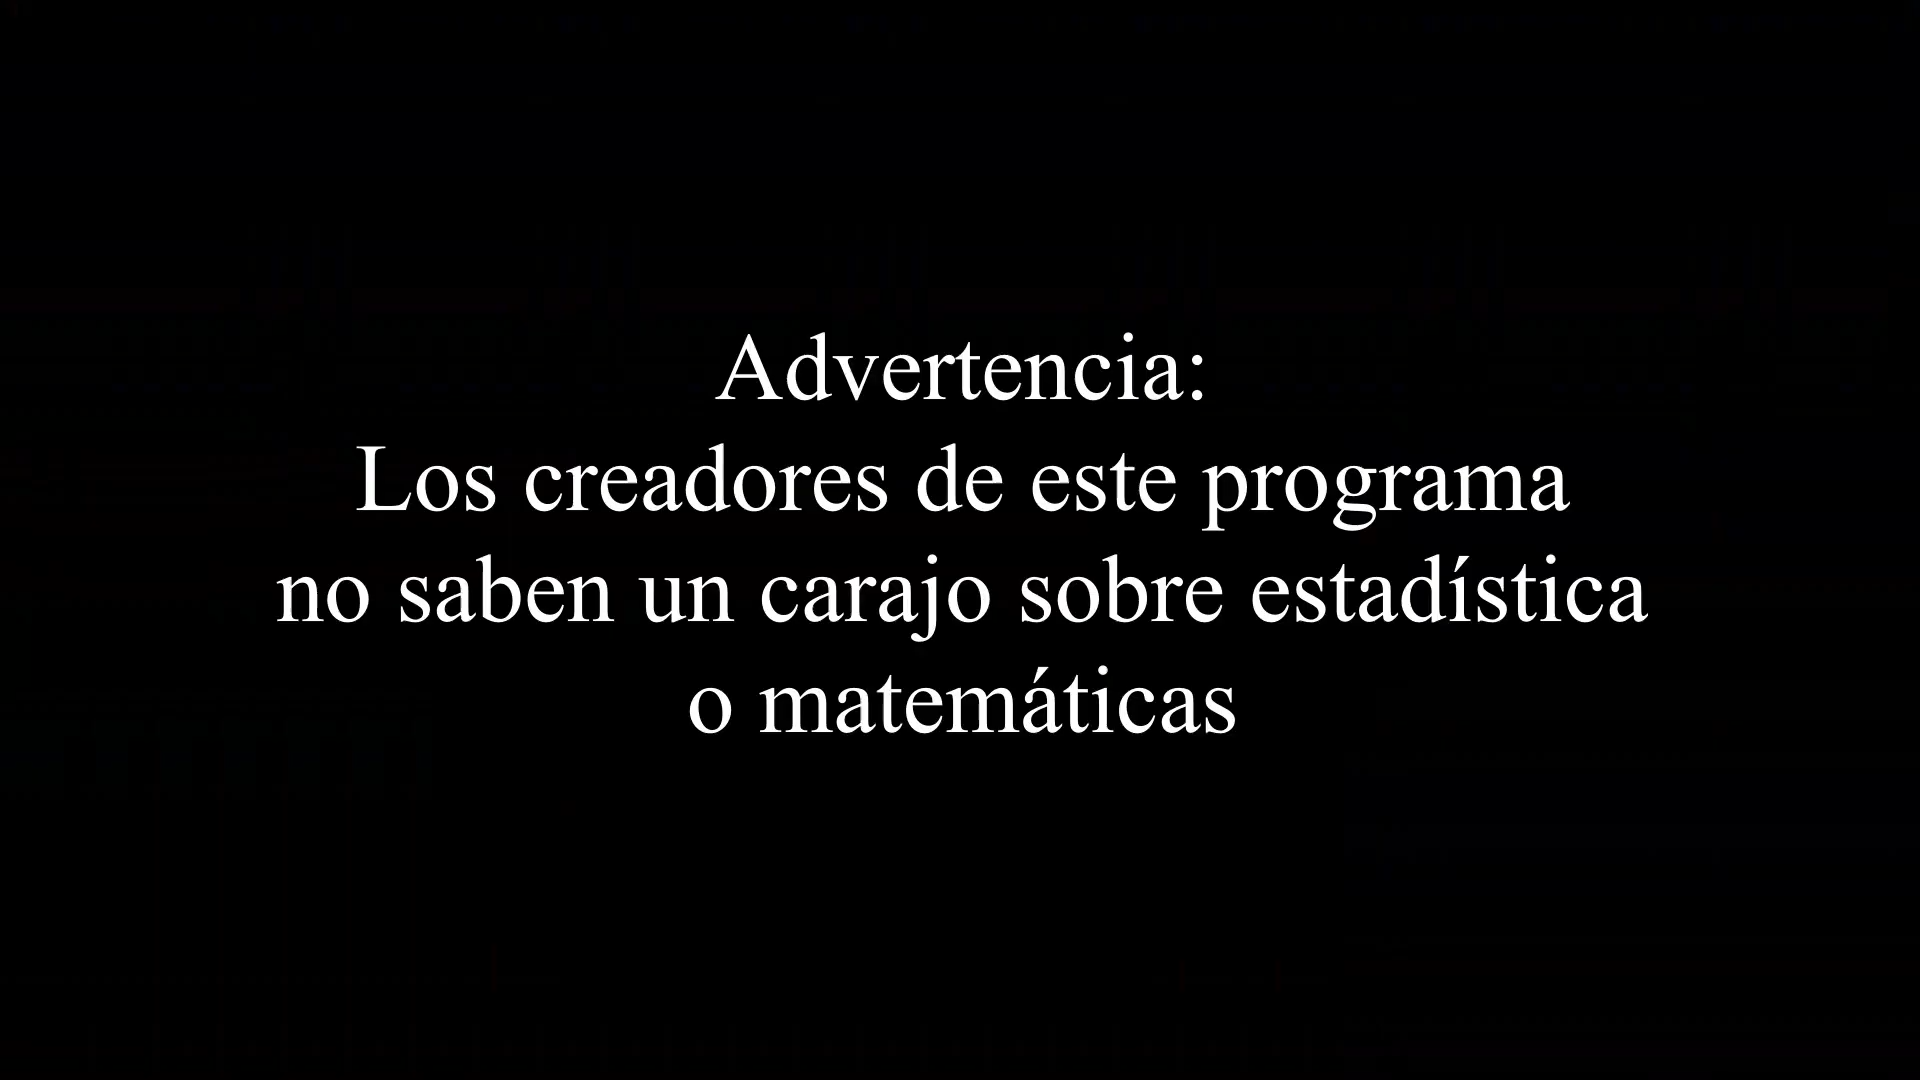 Advertencia:
Los creadores de este programa
no saben un carajo sobre estadística
o matemáticas